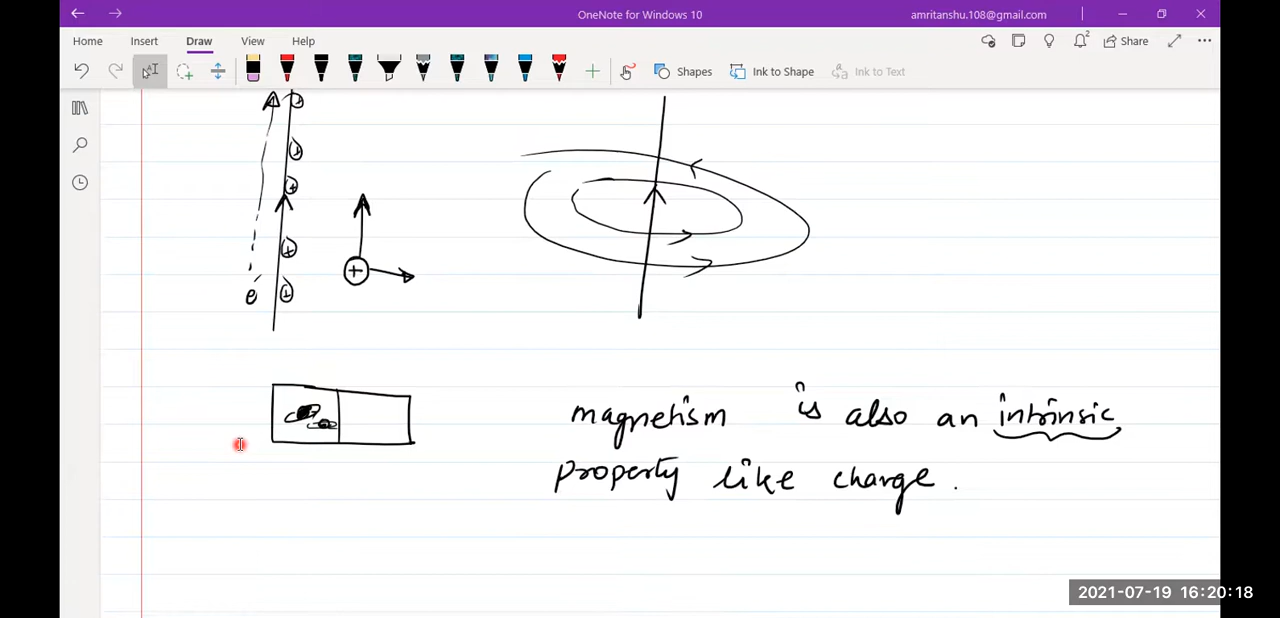 OneNote for Windows 10
amritanshu.108@gmail.com
Home Insert Draw View Help
2 Share
Shapes Ink to Shape Ink to Text
+
+
+
+
+
e⁻
magnetism is also an intrinsic
property like charge.
2021-07-19 16:20:18